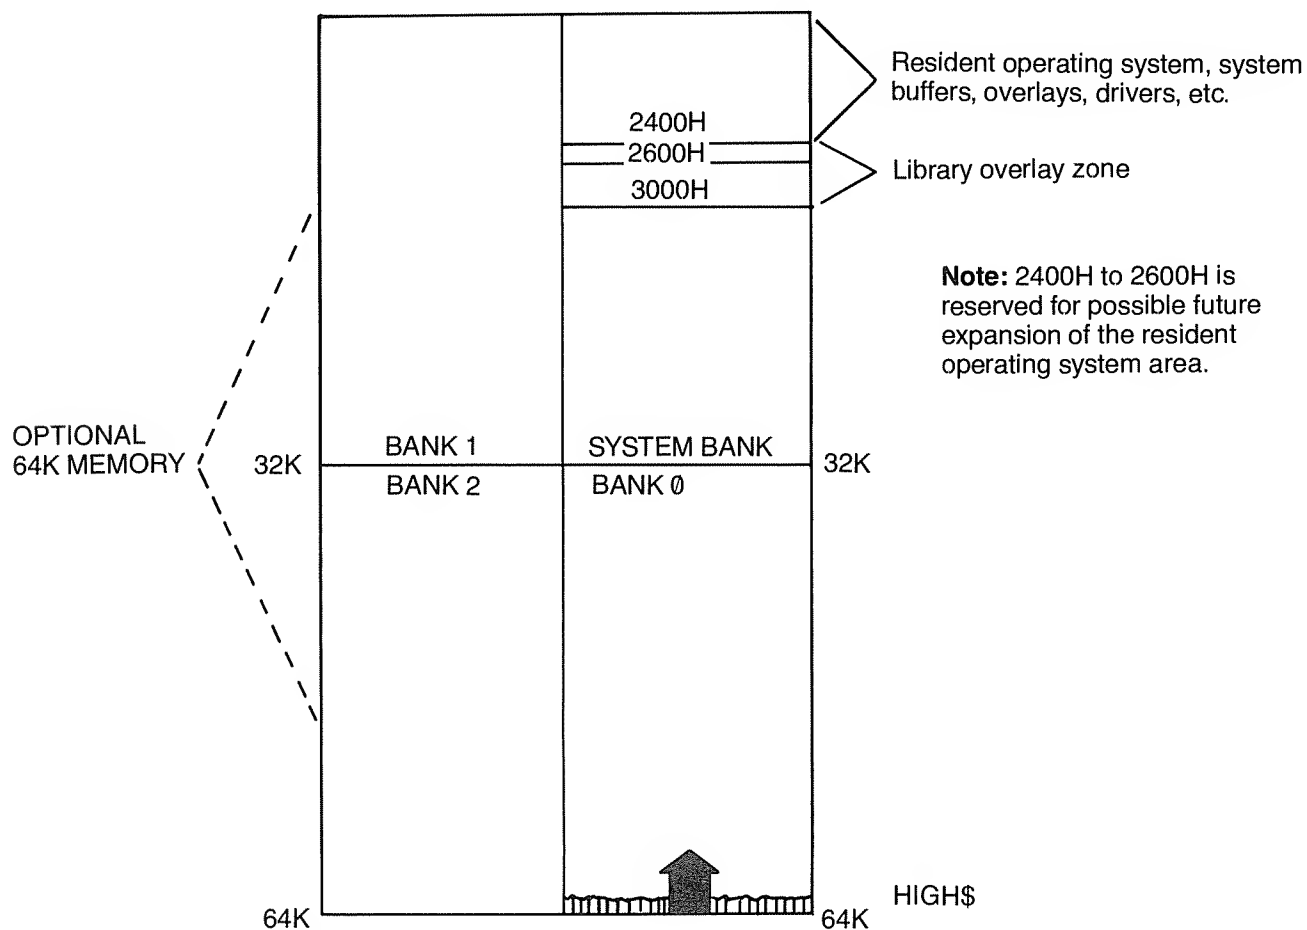 Resident operating system, system
buffers, overlays, drivers, etc.
2400H
2600H
Library overlay zone
3000H
Note: 2400H to 2600H is
reserved for possible future
expansion of the resident
operating system area.
OPTIONAL
64K MEMORY
32K
BANK 1
SYSTEM BANK
32K
BANK 2
BANK 0
HIGH$
64K
64K